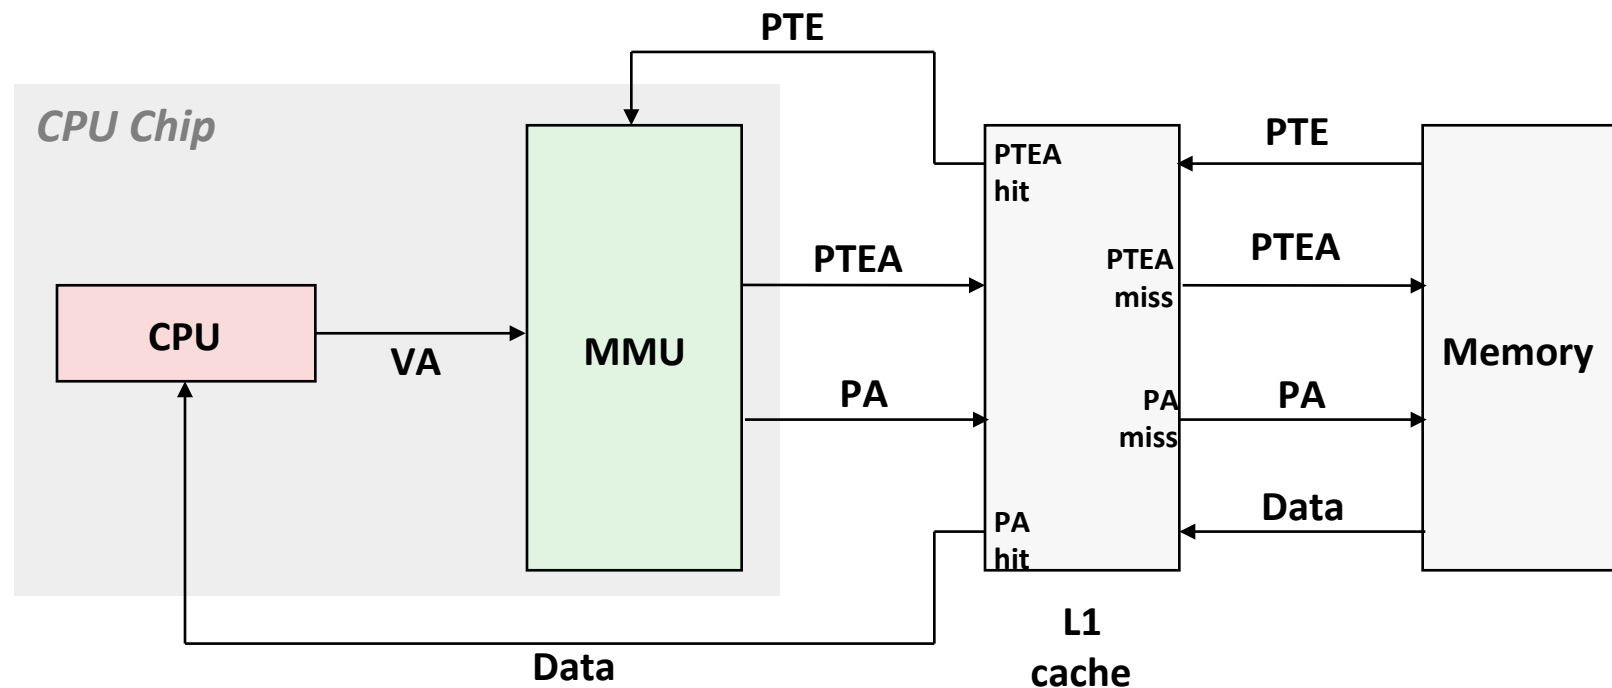 PTE
CPU Chip
PTEA
hit
PTE
PTEA
PTEA
miss
PTEA
CPU
VA
MMU
Memory
PA
PA
miss
PA
PA
hit
Data
L1
cache
Data